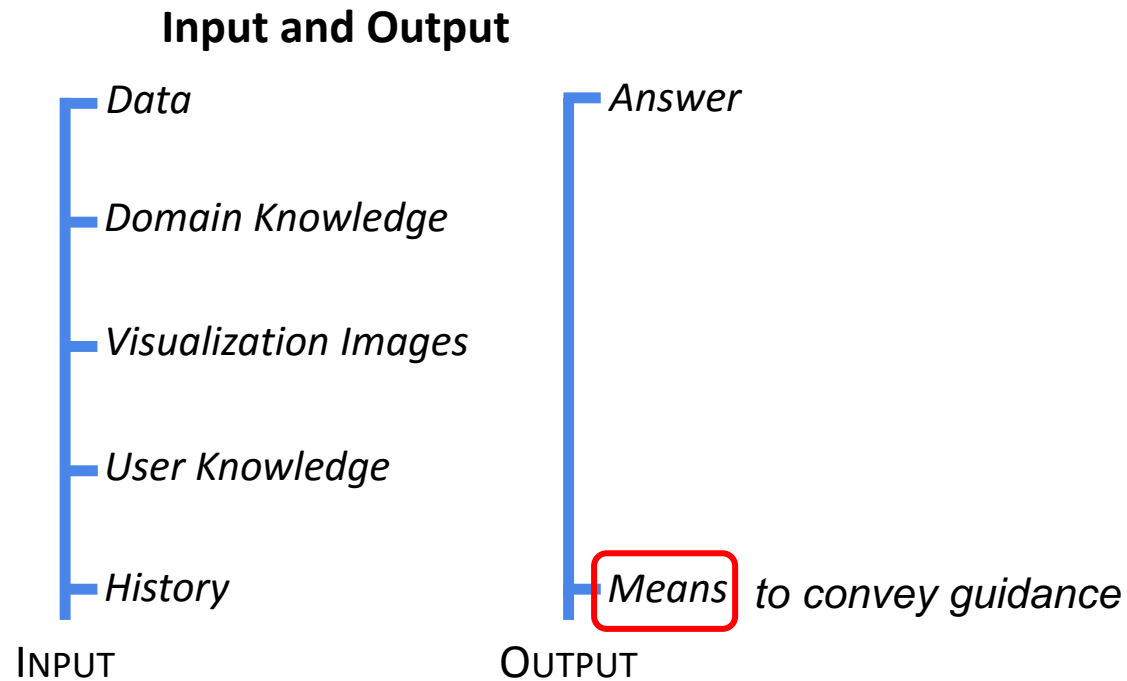 Input and Output
Data
Domain Knowledge
Visualization Images
User Knowledge
History
INPUT
Answer
Means to convey guidance
OUTPUT